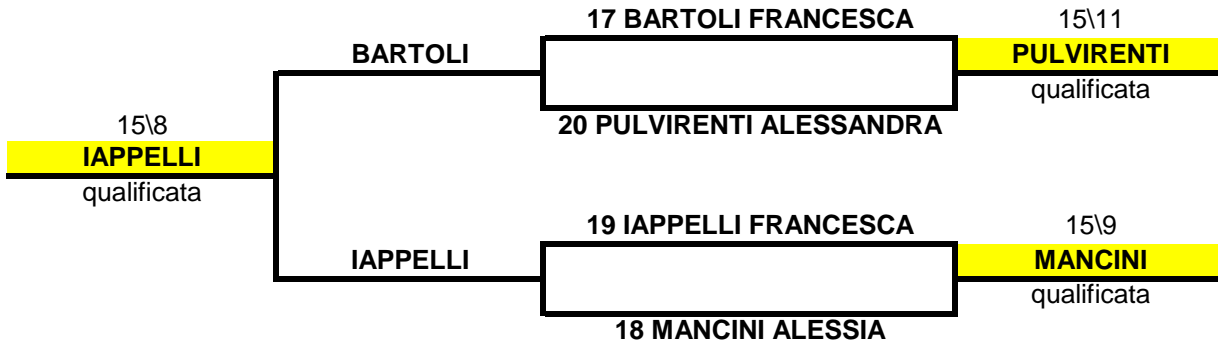 17 BARTOLI FRANCESCA 15\11
BARTOLI PULVIRENTI
qualificata
15\8 20 PULVIRENTI ALESSANDRA
IAPPELLI
qualificata
19 IAPPELLI FRANCESCA 15\9
IAPPELLI MANCINI
qualificata
18 MANCINI ALESSIA